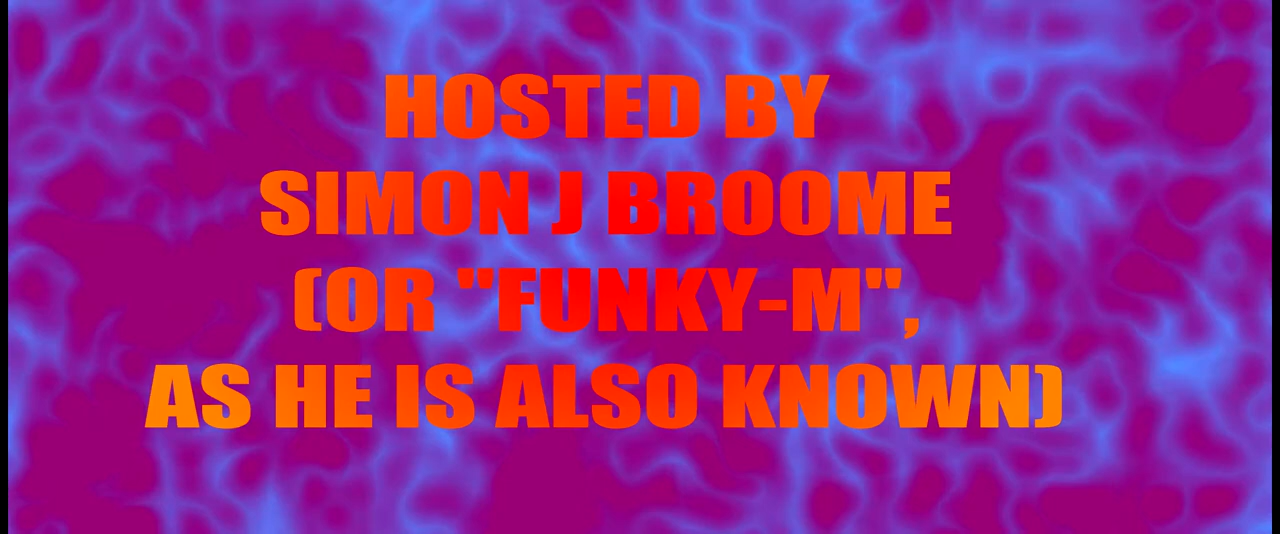 HOSTED BY
SIMON J BROOME
(OR "FUNKY-M",
AS HE IS ALSO KNOWN)